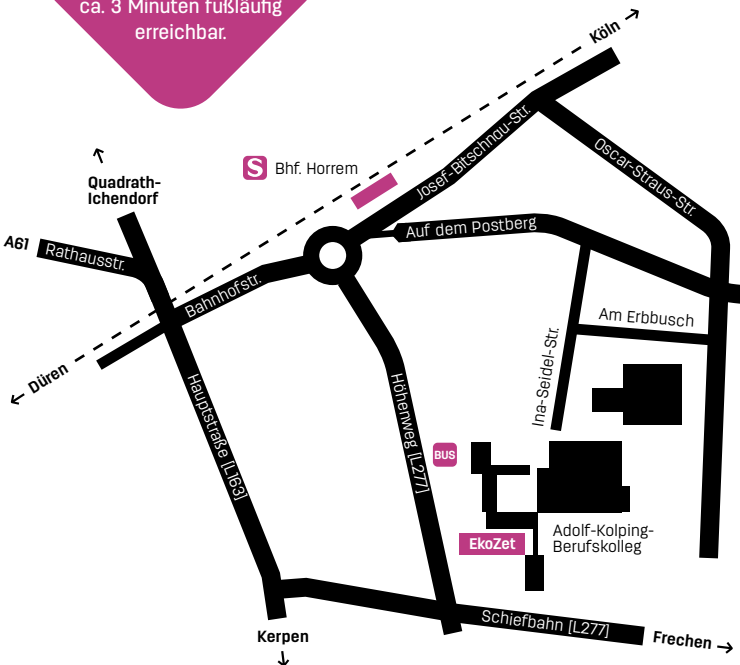 ca. 3 Minuten fußläufig
erreichbar.
Köln
Josef-Bitschnau-Str.
Oscar-Straus-Str.
S Bhf. Horrem
Quadrath-
Ichendorf
A61
Rathausstr.
Auf dem Postberg
Bahnhofstr.
Am Erbbusch
Ina-Seidel-Str.
Düren
Hauptstraße [L163]
Höhenweg [L277]
BUS
EkoZet
Adolf-Kolping-
Berufskolleg
Schiefbahn [L277]
Kerpen
Frechen